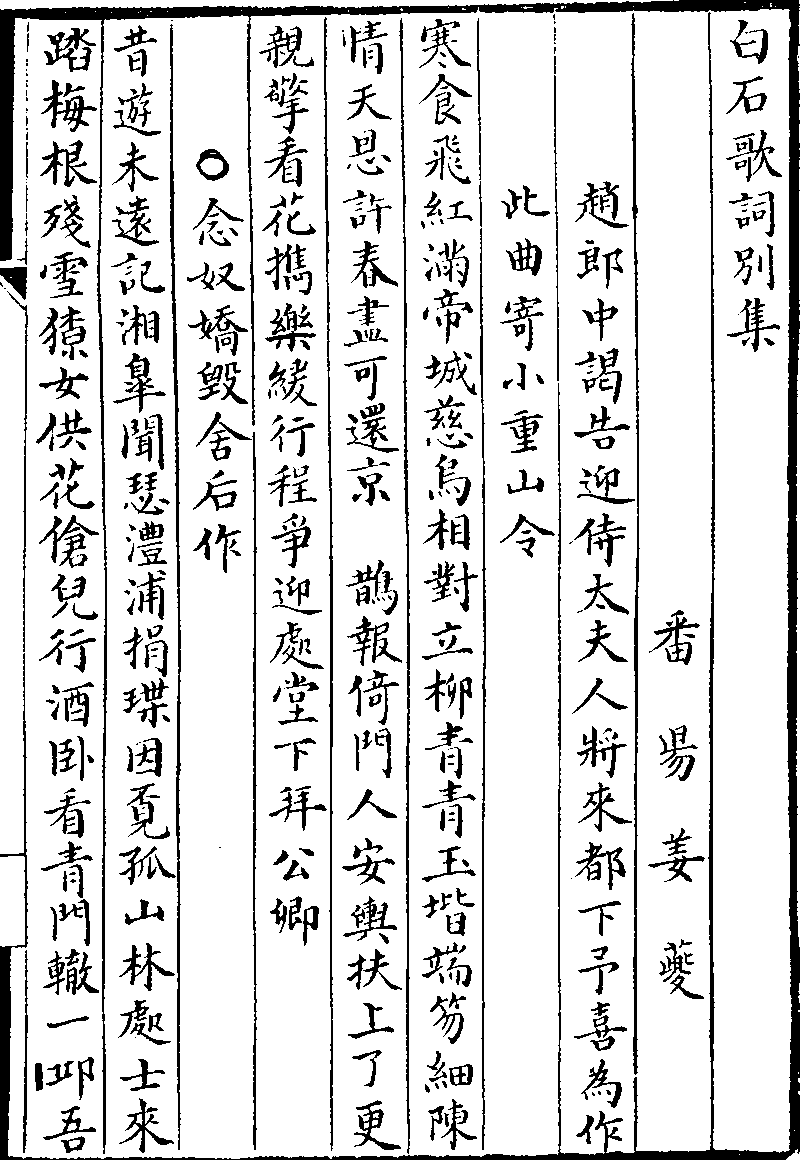 白石歌詞別集
番昜姜夔
趙郎中謁告迎侍太夫人將來都下予喜為作
此曲寄小重山令
寒食飛紅滿帝城慈烏相對立柳青青玉堦端笏細陳
情天恩許春盡可還京　鵲報倚門人安輿扶上了更
親擎看花攜樂緩行程爭迎處堂下拜公卿
○念奴嬌毀舍后作
昔遊未遠記湘皐聞瑟澧浦捐㻡因覔孤山林處士來
踏梅根殘雪獠女供花傖兒行酒卧看青門轍一邱吾